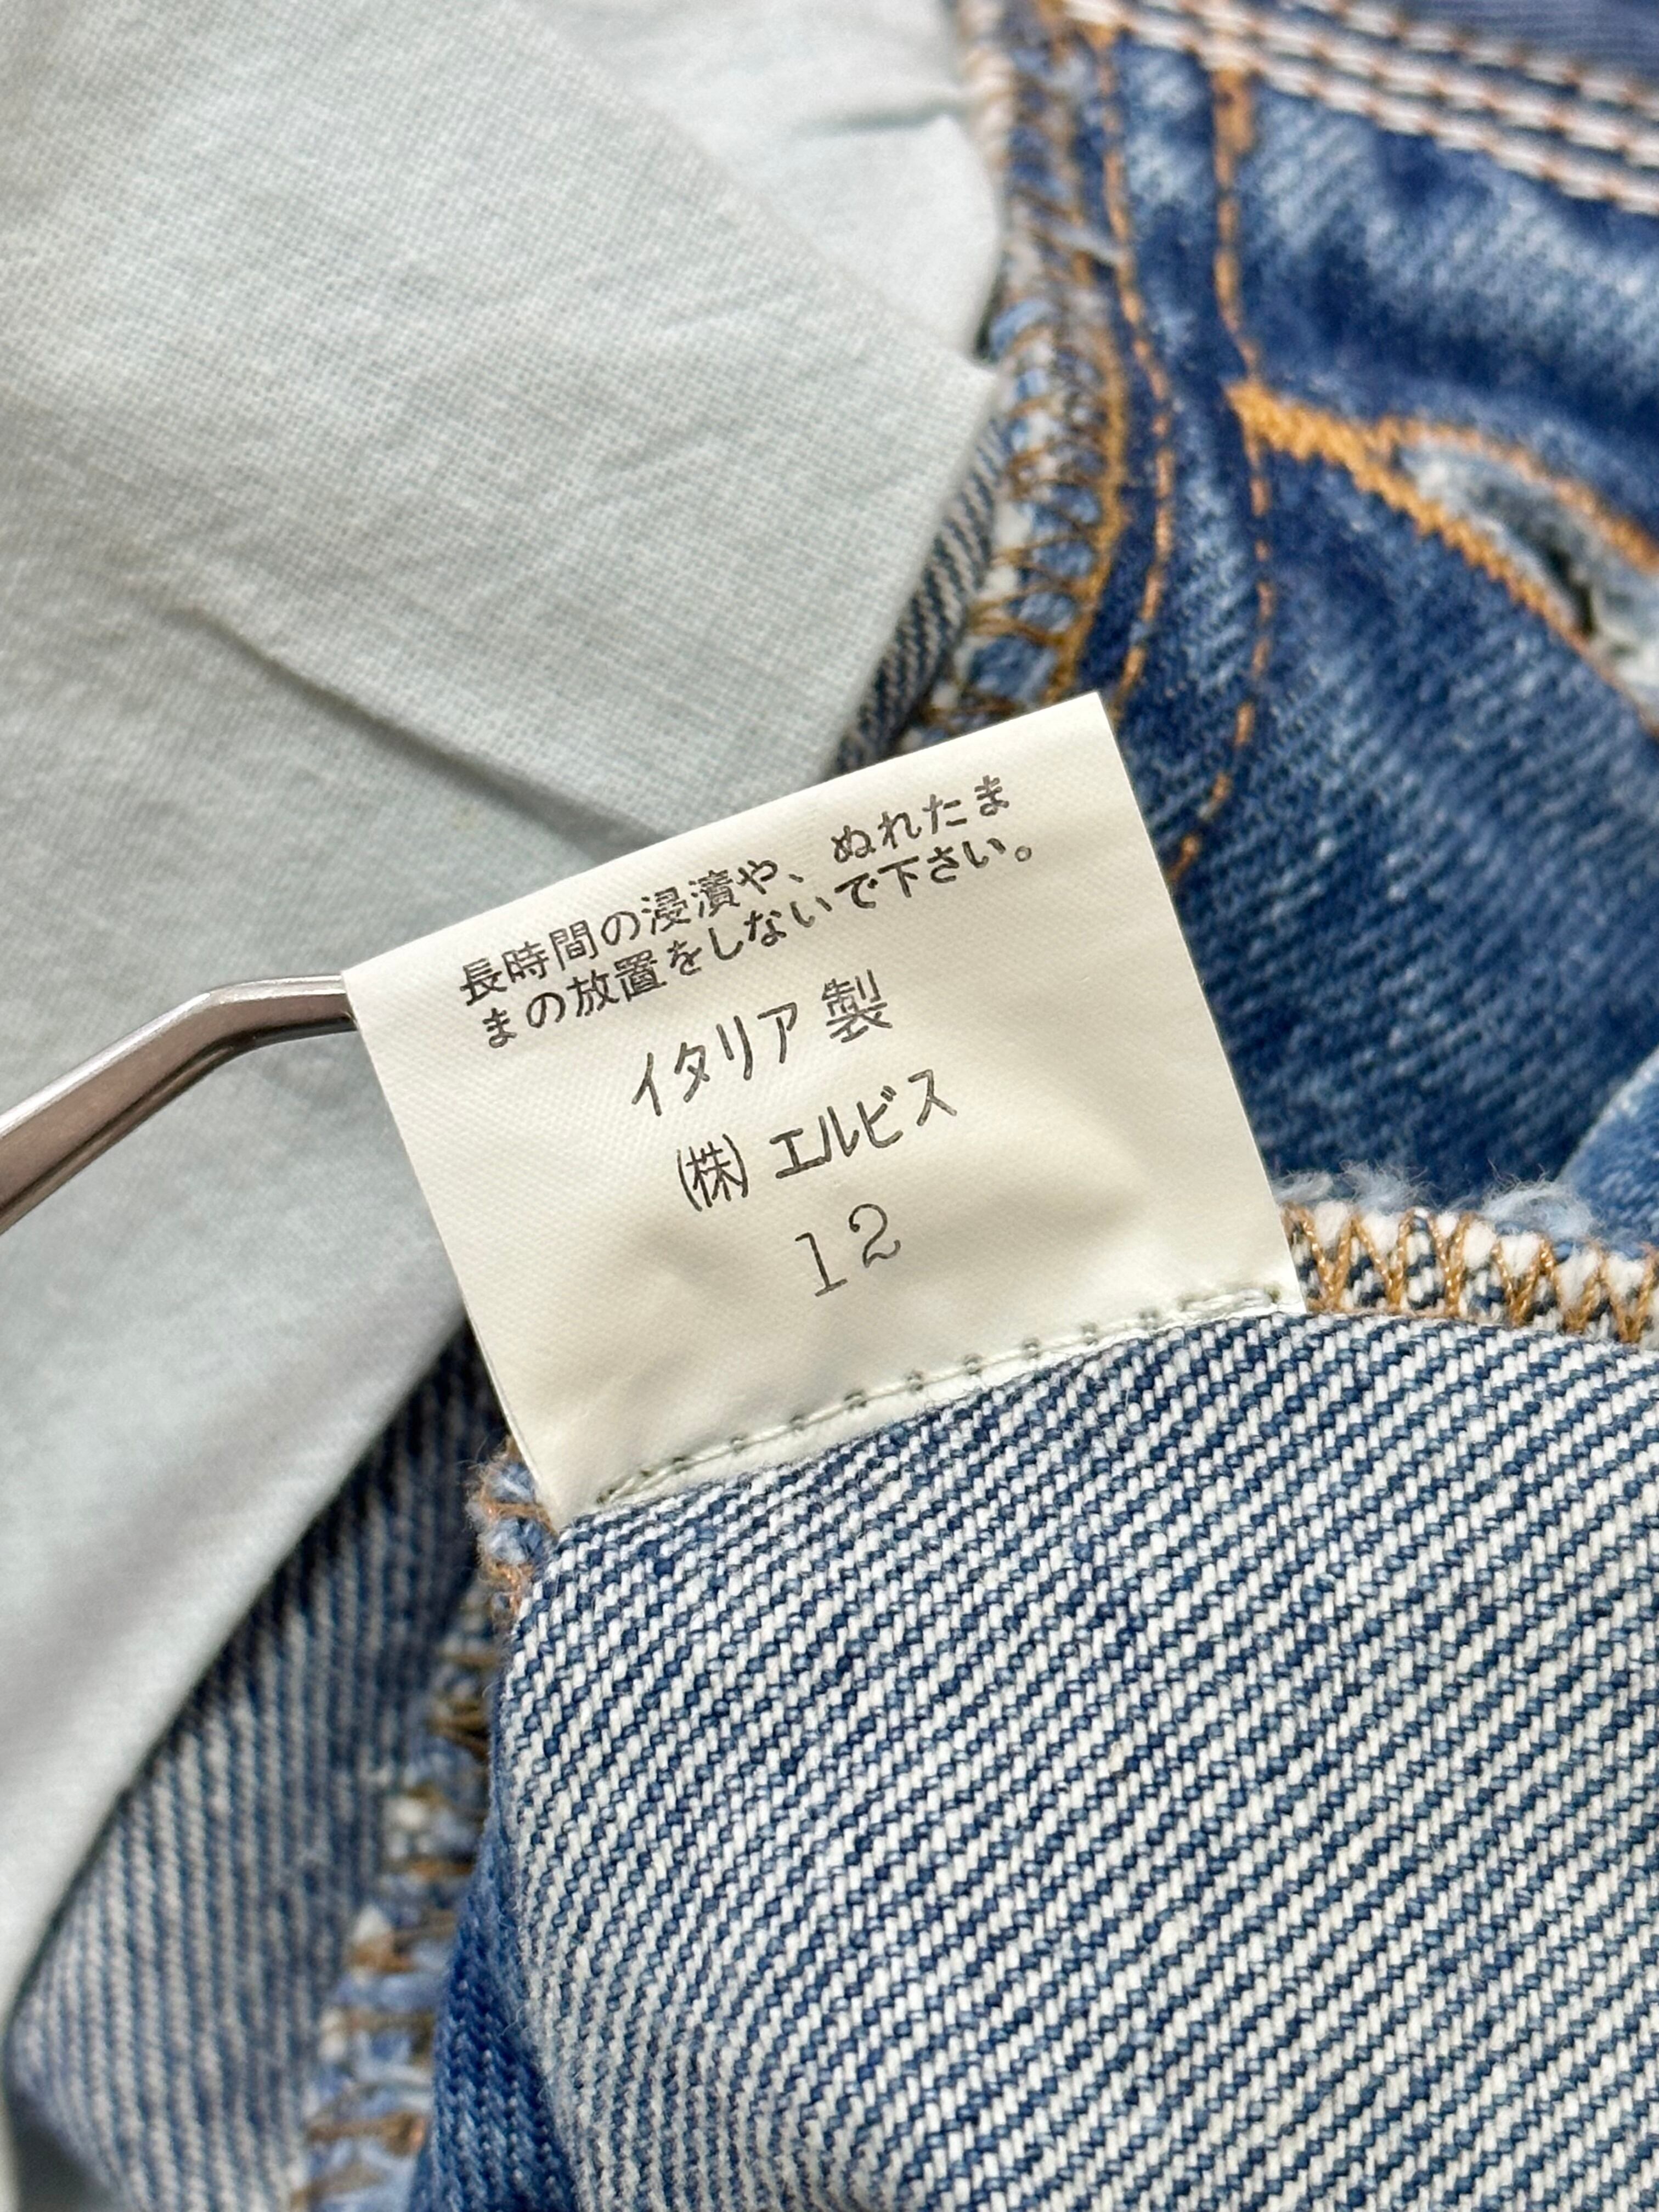 長時間の浸漬や、ぬれたま
まの放置をしないで下さい。
イタリア製
(株)エルビス
12